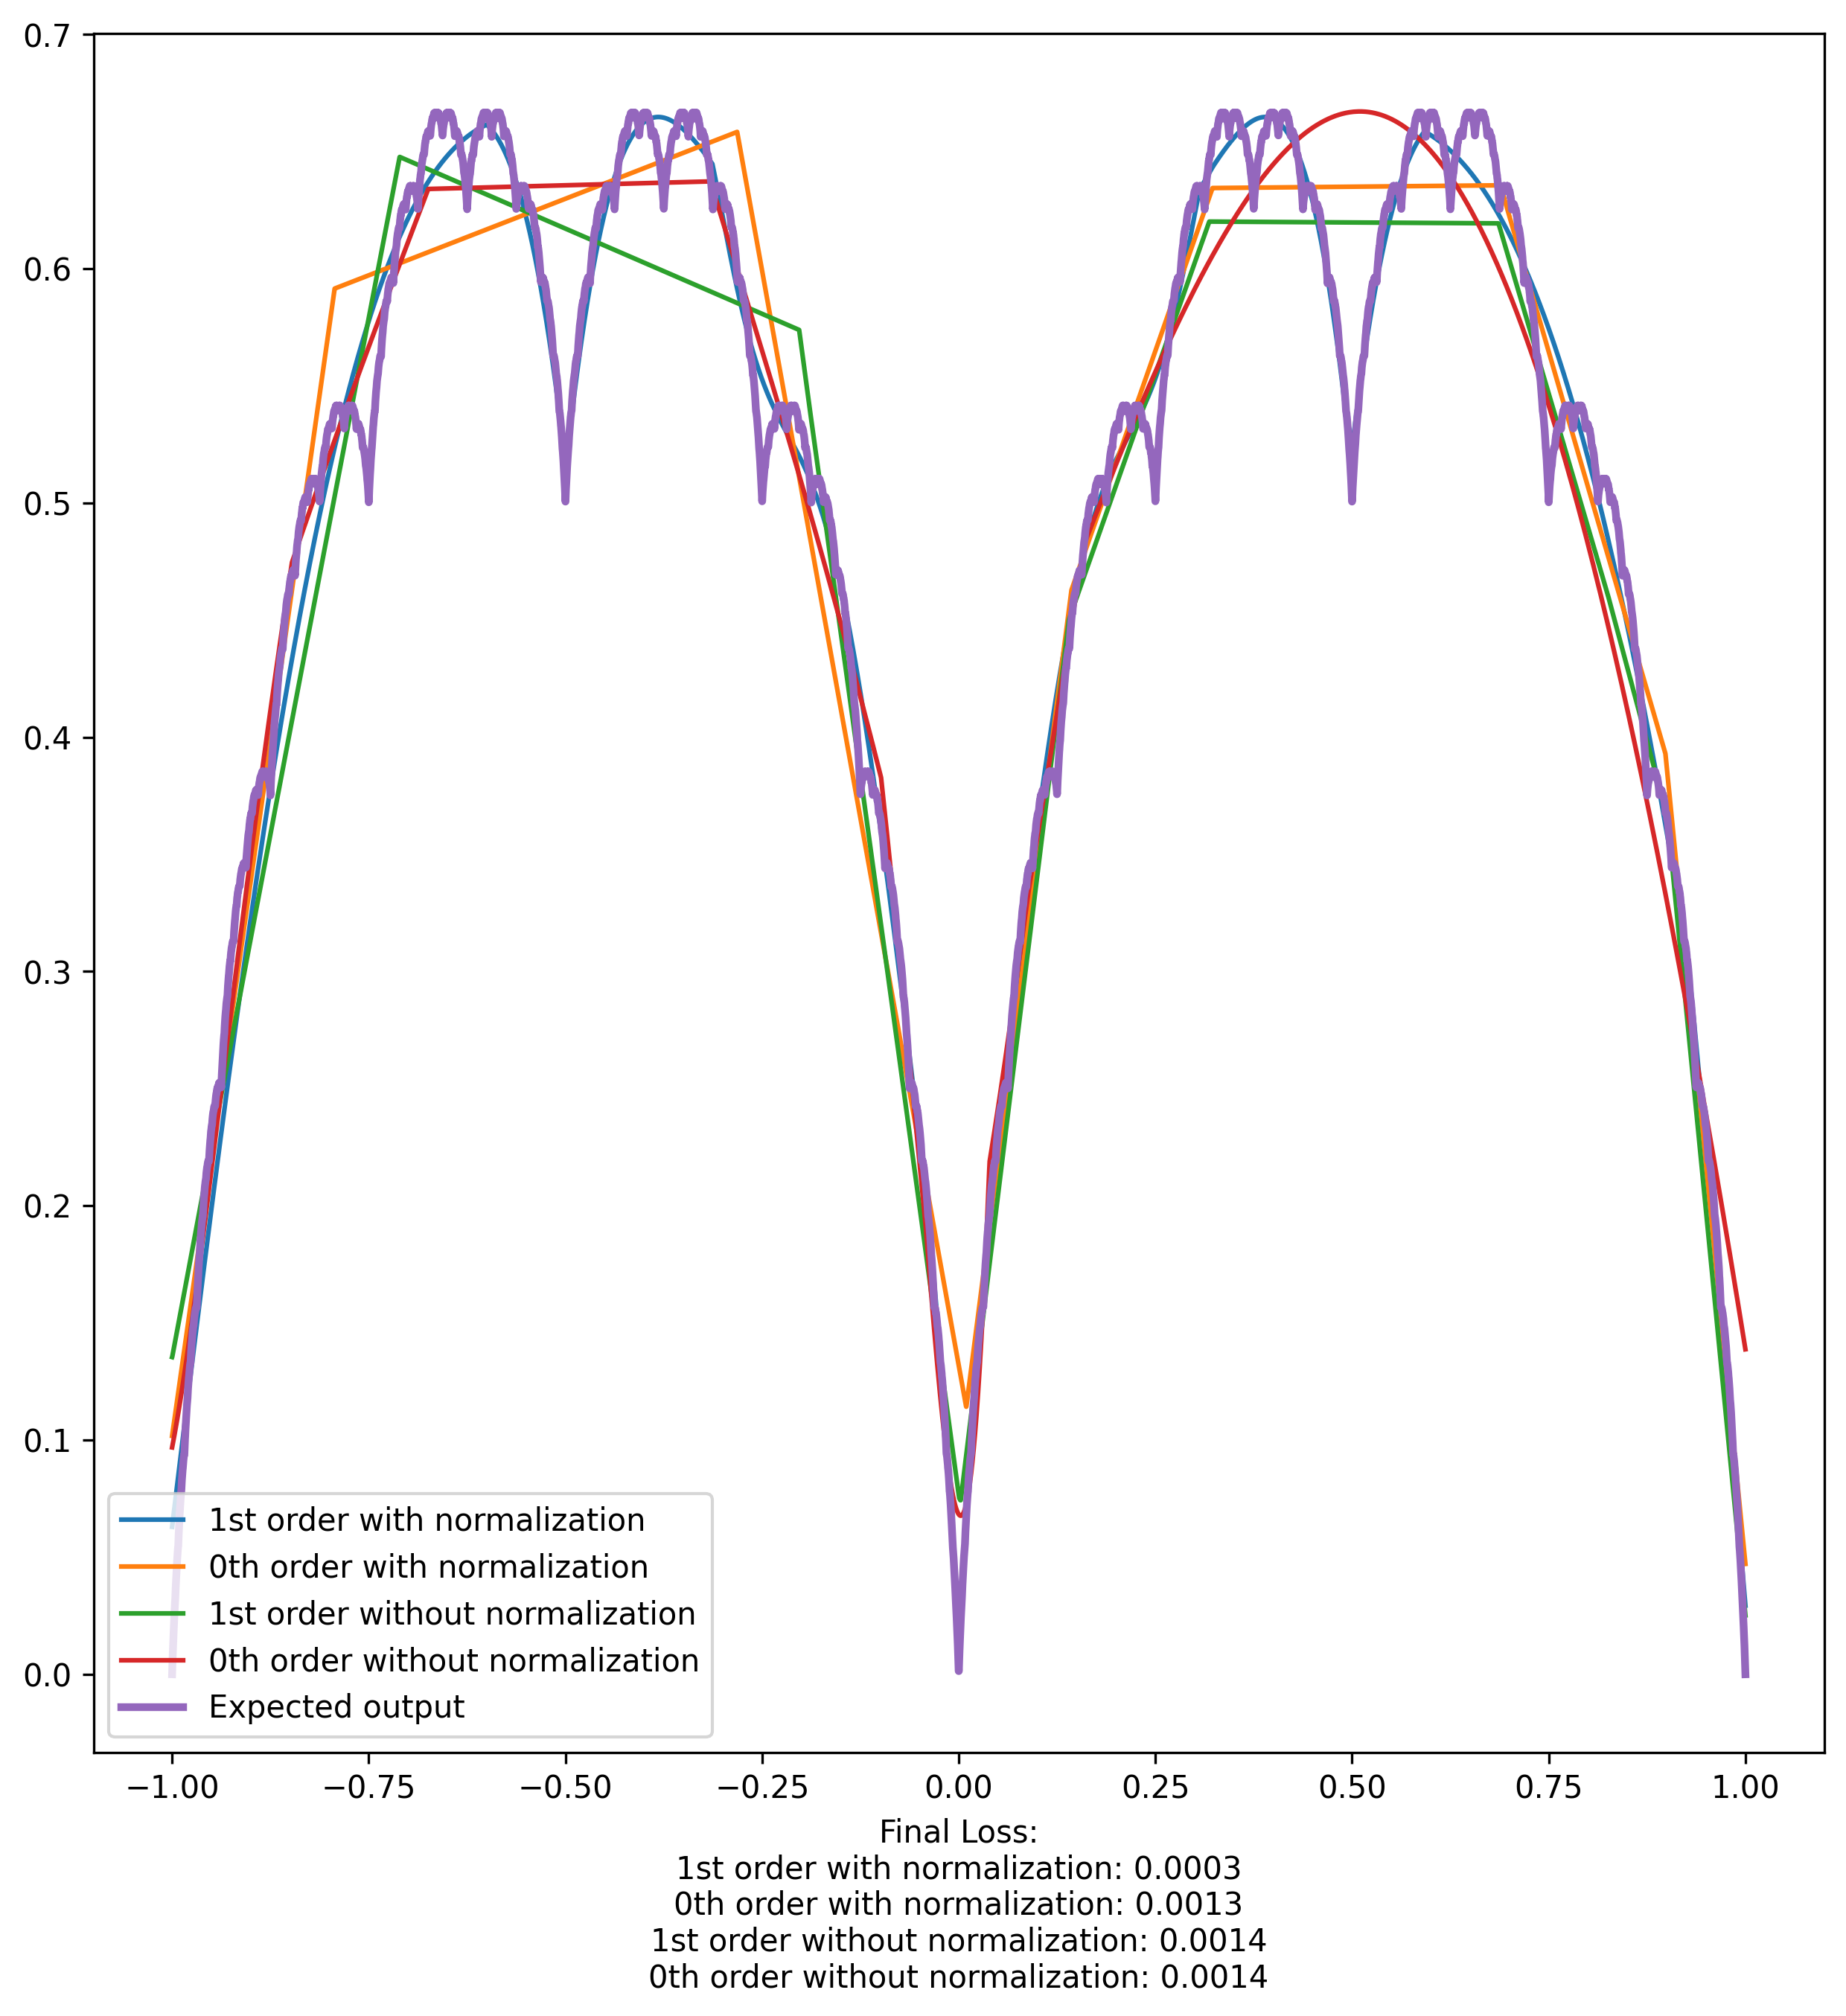 0.7
0.6
0.5
0.4
0.3
0.2
0.1
0.0
1st order with normalization
0th order with normalization
1st order without normalization
0th order without normalization
Expected output
−1.00 −0.75 −0.50 −0.25 0.00 0.25 0.50 0.75 1.00
Final Loss:
1st order with normalization: 0.0003
0th order with normalization: 0.0013
1st order without normalization: 0.0014
0th order without normalization: 0.0014